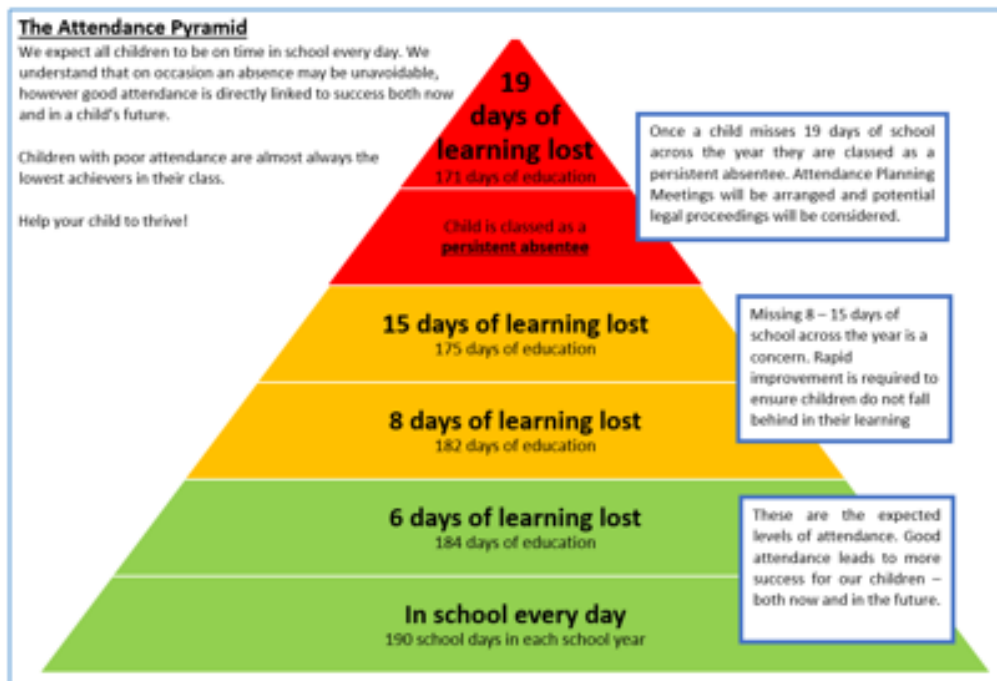 The Attendance Pyramid
We expect all children to be on time in school every day. We
understand that on occasion an absence may be unavoidable,
however good attendance is directly linked to success both now
and in a child's future.
Children with poor attendance are almost always the
lowest achievers in their class.
Help your child to thrive!
19
days of
learning lost
171 days of education
Once a child misses 19 days of school
across the year they are classed as a
persistent absentee. Attendance Planning
Meetings will be arranged and potential
legal proceedings will be considered.
Child is classed as a
persistent absentee
15 days of learning lost
175 days of education
Missing 8 – 15 days of
school across the year is a
concern. Rapid
improvement is required to
ensure children do not fall
behind in their learning
8 days of learning lost
182 days of education
6 days of learning lost
184 days of education
These are the expected
levels of attendance. Good
attendance leads to more
success for our children –
both now and in the future.
In school every day
190 school days in each school year